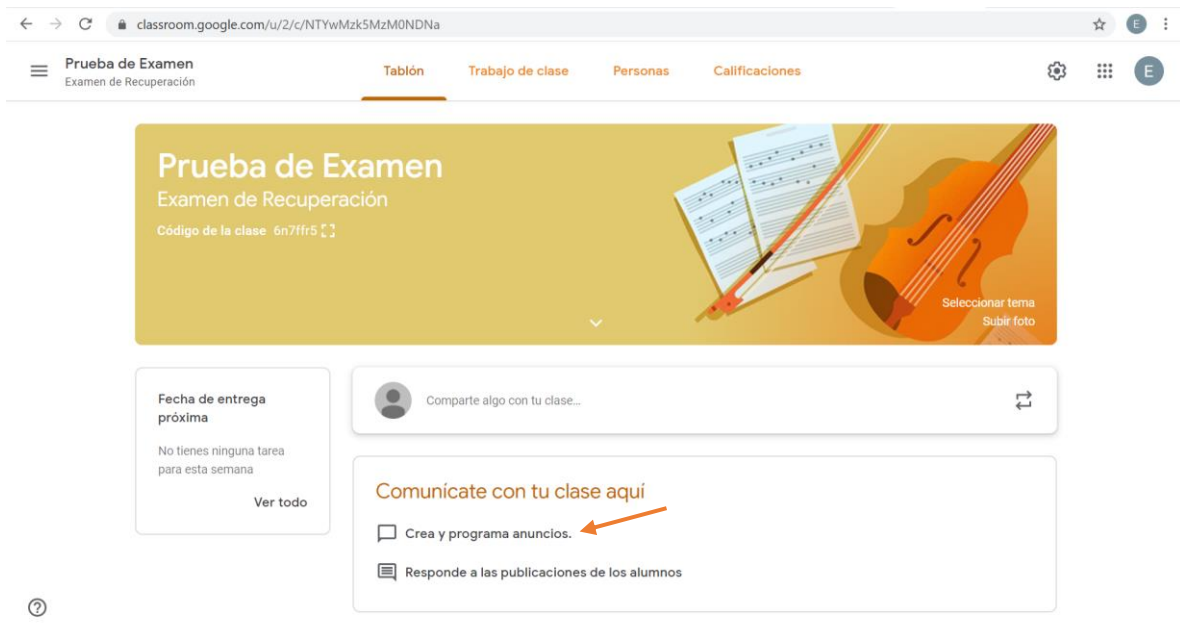 classroom.google.com/u/2/c/NTYwMzk5MzM0NDNa
E
Prueba de Examen
Examen de Recuperación
Tablón
Trabajo de clase
Personas
Calificaciones
E
Prueba de Examen
Examen de Recuperación
Código de la clase 6n7ffr5
Seleccionar tema
Subir foto
Fecha de entrega
próxima
No tienes ninguna tarea
para esta semana
Ver todo
Comparte algo con tu clase…
Comunícate con tu clase aquí
Crea y programa anuncios.
Responde a las publicaciones de los alumnos